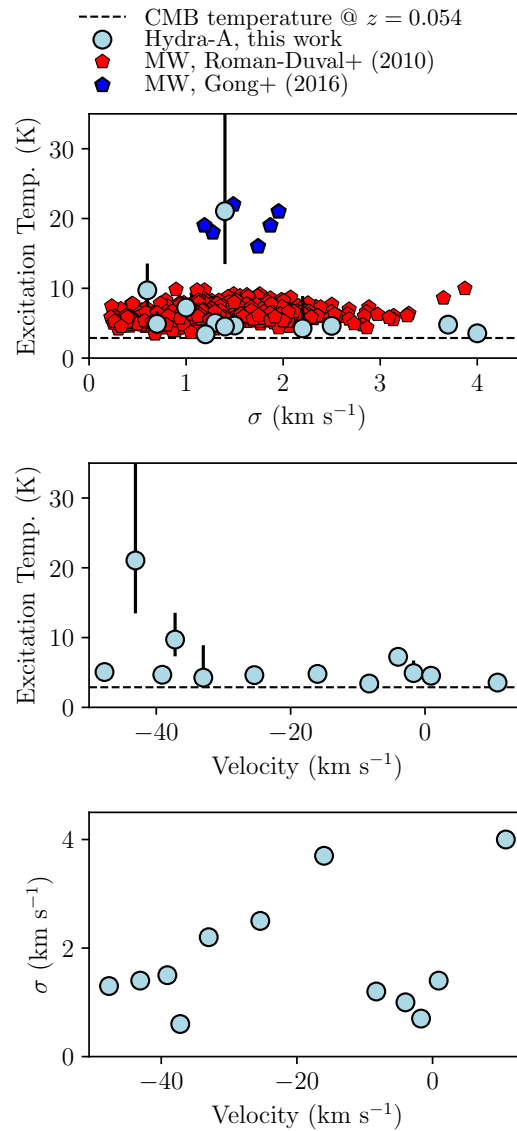 CMB temperature @ z = 0.054
Hydra-A, this work
MW, Roman-Duval+ (2010)
MW, Gong+ (2016)
30
20
10
0
Excitation Temp. (K)
0 1 2 3 4
σ (km s⁻¹)
30
20
10
0
Excitation Temp. (K)
−40 −20 0
Velocity (km s⁻¹)
4
2
0
σ (km s⁻¹)
−40 −20 0
Velocity (km s⁻¹)